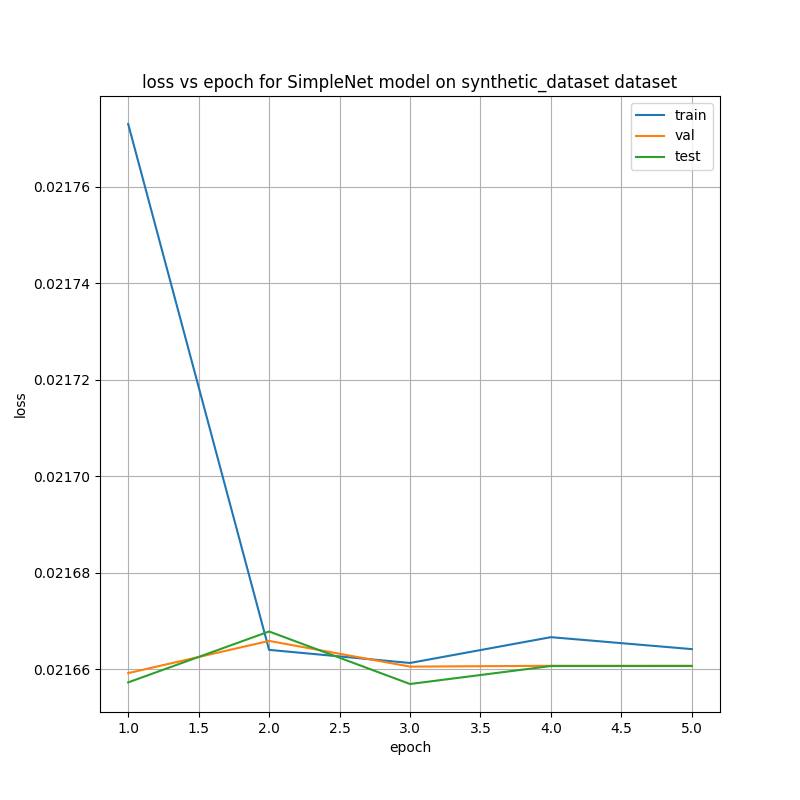 loss vs epoch for SimpleNet model on synthetic_dataset dataset
train
val
test
0.02176
0.02174
0.02172
0.02170
0.02168
0.02166
loss
1.0 1.5 2.0 2.5 3.0 3.5 4.0 4.5 5.0
epoch